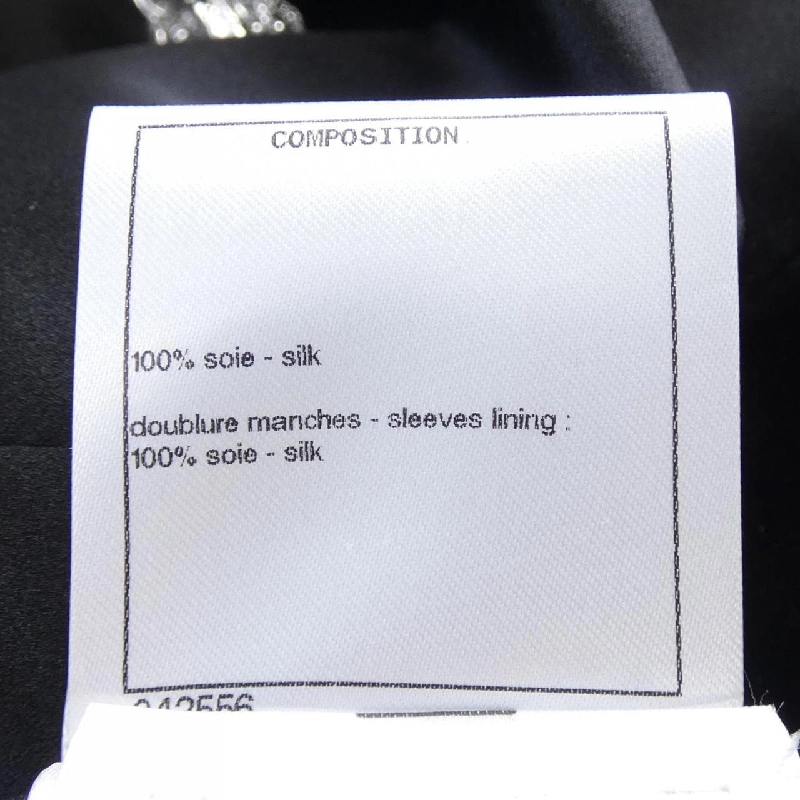 COMPOSITION
100% soie - silk
doublure manches - sleeves lining :
100% soie - silk